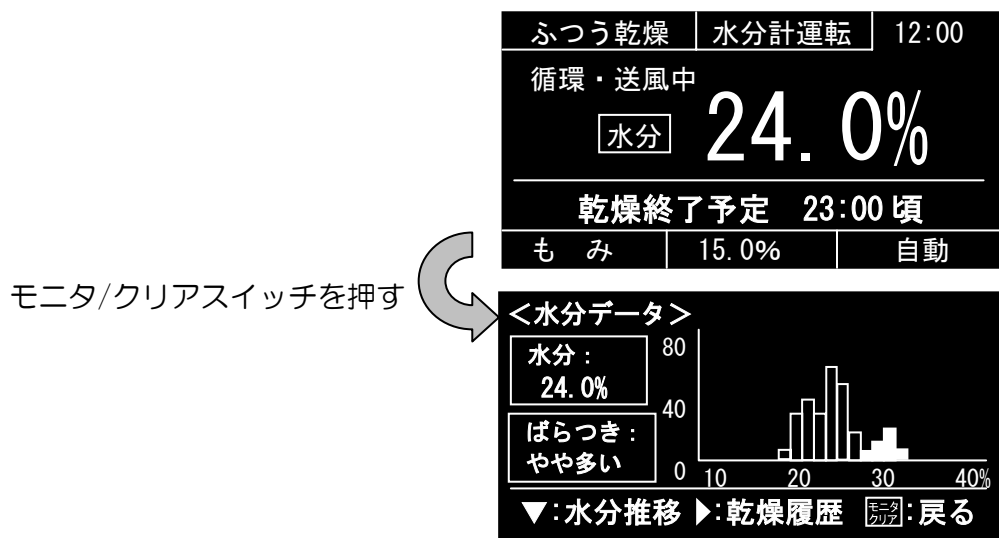 ふつう乾燥 水分計運転 12:00
循環・送風中
水分 24.0%
乾燥終了予定 23:00頃
もみ 15.0% 自動
モニタ/クリアスイッチを押す
＜水分データ＞
水分:
24.0%
ばらつき:
やや多い
80
40
0
10 20 30 40%
▼:水分推移 ▶:乾燥履歴 モニタクリア:戻る